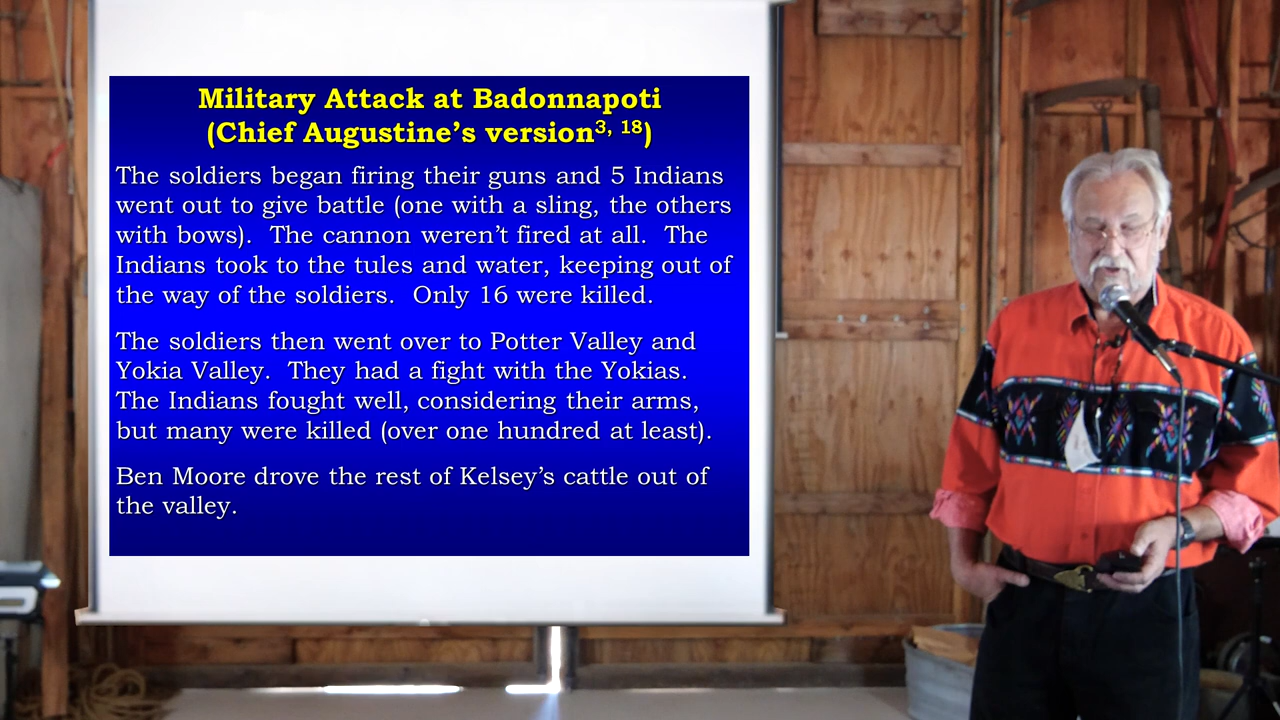 Military Attack at Badonnapoti
(Chief Augustine’s version3, 18)
The soldiers began firing their guns and 5 Indians
went out to give battle (one with a sling, the others
with bows).  The cannon weren’t fired at all.  The
Indians took to the tules and water, keeping out of
the way of the soldiers.  Only 16 were killed.
The soldiers then went over to Potter Valley and
Yokia Valley.  They had a fight with the Yokias.
The Indians fought well, considering their arms,
but many were killed (over one hundred at least).
Ben Moore drove the rest of Kelsey’s cattle out of
the valley.